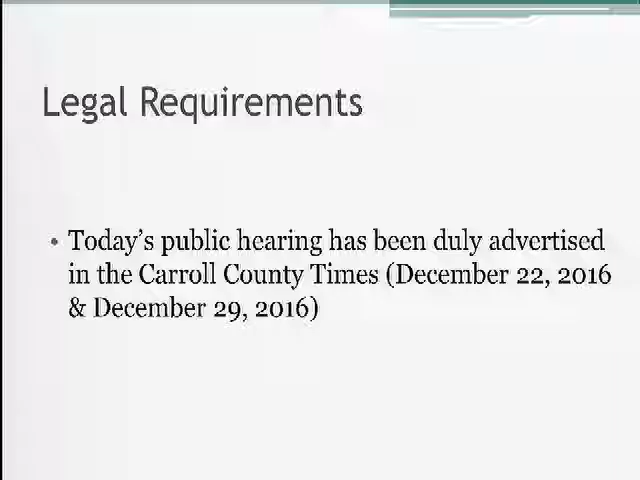 Legal Requirements
• Today's public hearing has been duly advertised
in the Carroll County Times (December 22, 2016
& December 29, 2016)